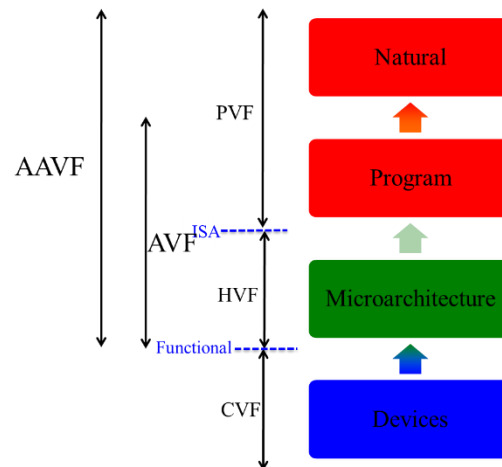 Natural
PVF
AAVF
Program
AVF
ISA
HVF
Microarchitecture
Functional
CVF
Devices